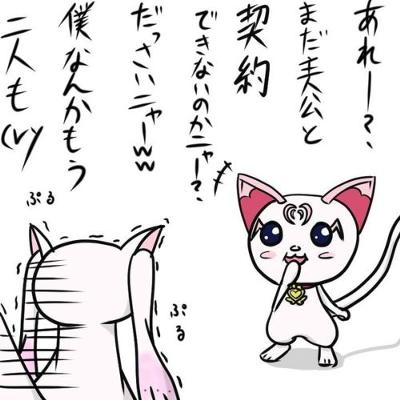 あれー？、
まだ主人公と
契約
できないのかニャー？、
だっさいニャーww
僕なんかもう
二人も(v)
ぷる
ぷる